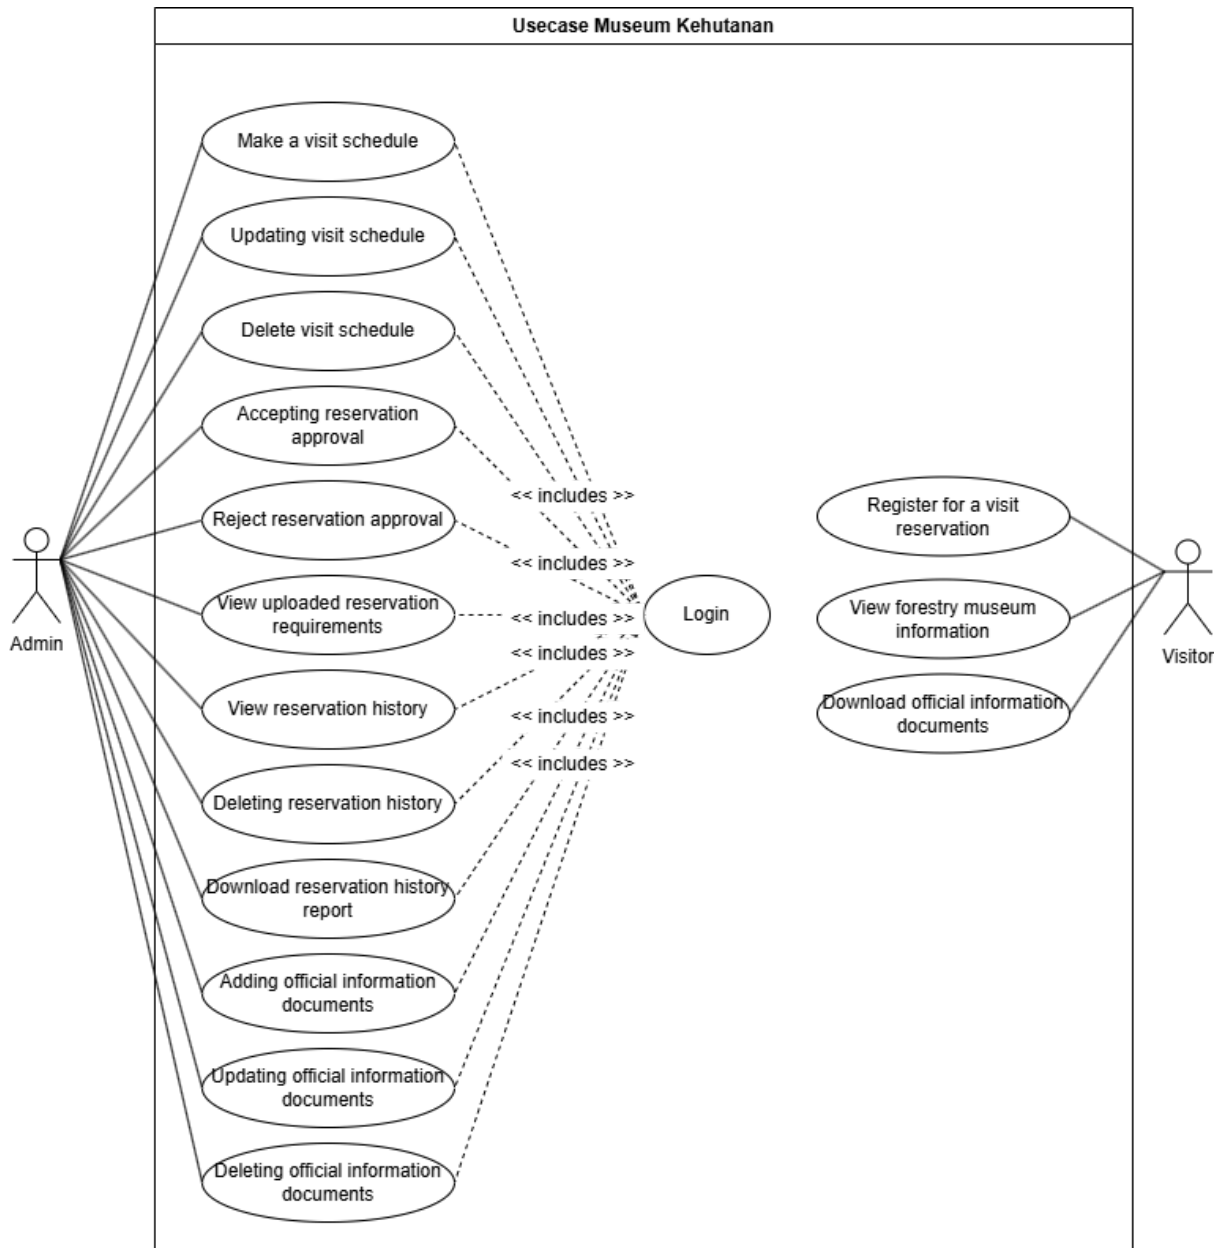 Usecase Museum Kehutanan
Make a visit schedule
Updating visit schedule
Delete visit schedule
Accepting reservation
approval
Reject reservation approval
View uploaded reservation
requirements
View reservation history
Deleting reservation history
Download reservation history
report
Adding official information
documents
Updating official information
documents
Deleting official information
documents
Admin
<< includes >>
<< includes >>
<< includes >>
<< includes >>
<< includes >>
<< includes >>
Login
Register for a visit
reservation
View forestry museum
information
Download official information
documents
Visitor